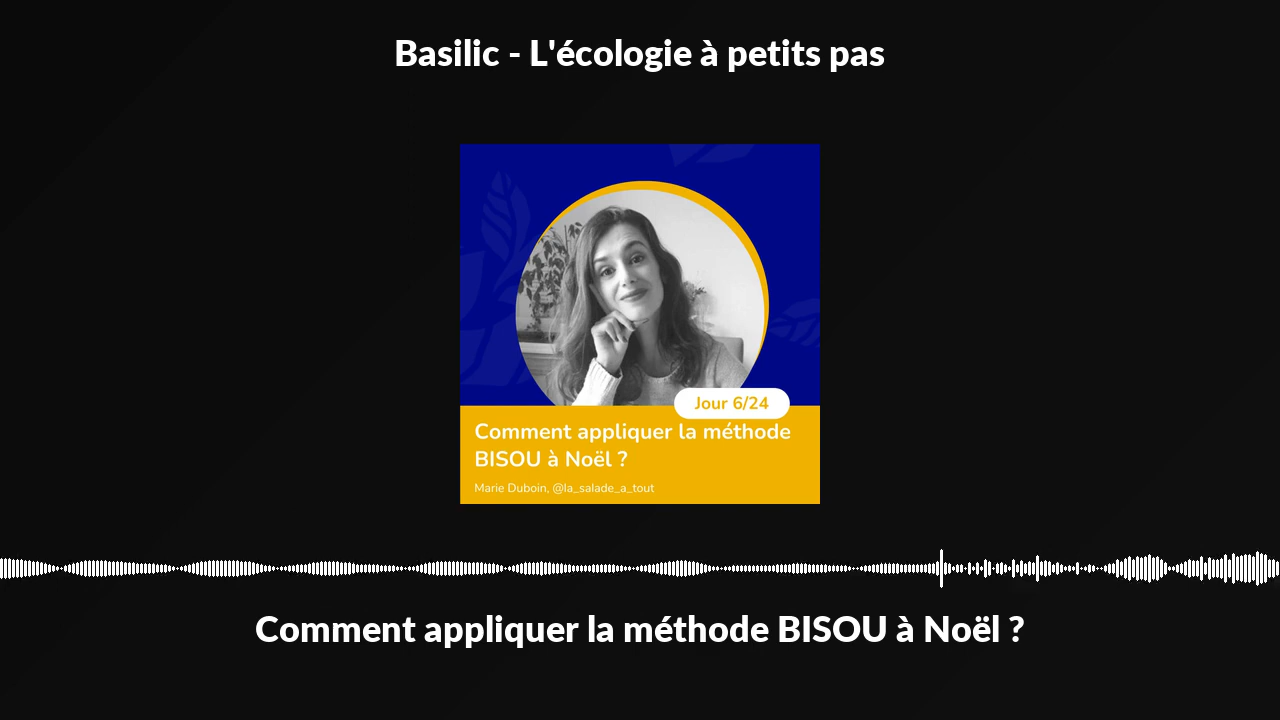 Basilic - L'écologie à petits pas
Jour 6/24
Comment appliquer la méthode
BISOU à Noël ?
Marie Duboin, @la_salade_a_tout
Comment appliquer la méthode BISOU à Noël ?